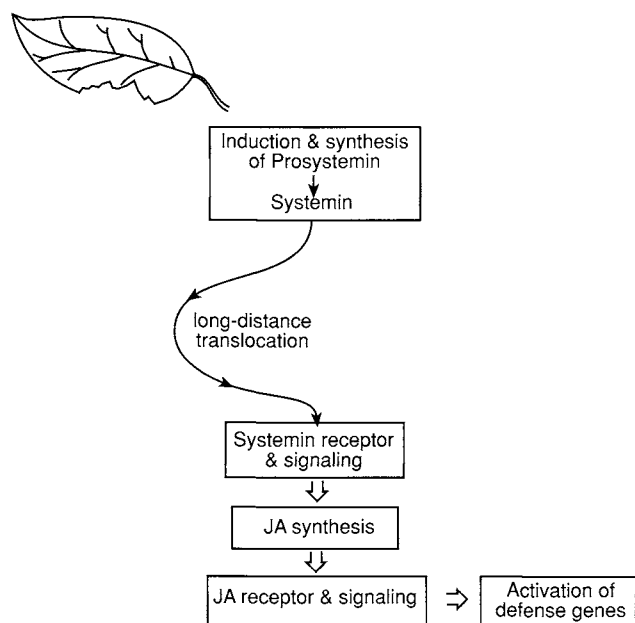 Induction & synthesis
of Prosystemin
Systemin
long-distance
translocation
Systemin receptor
& signaling
JA synthesis
JA receptor & signaling
Activation of
defense genes